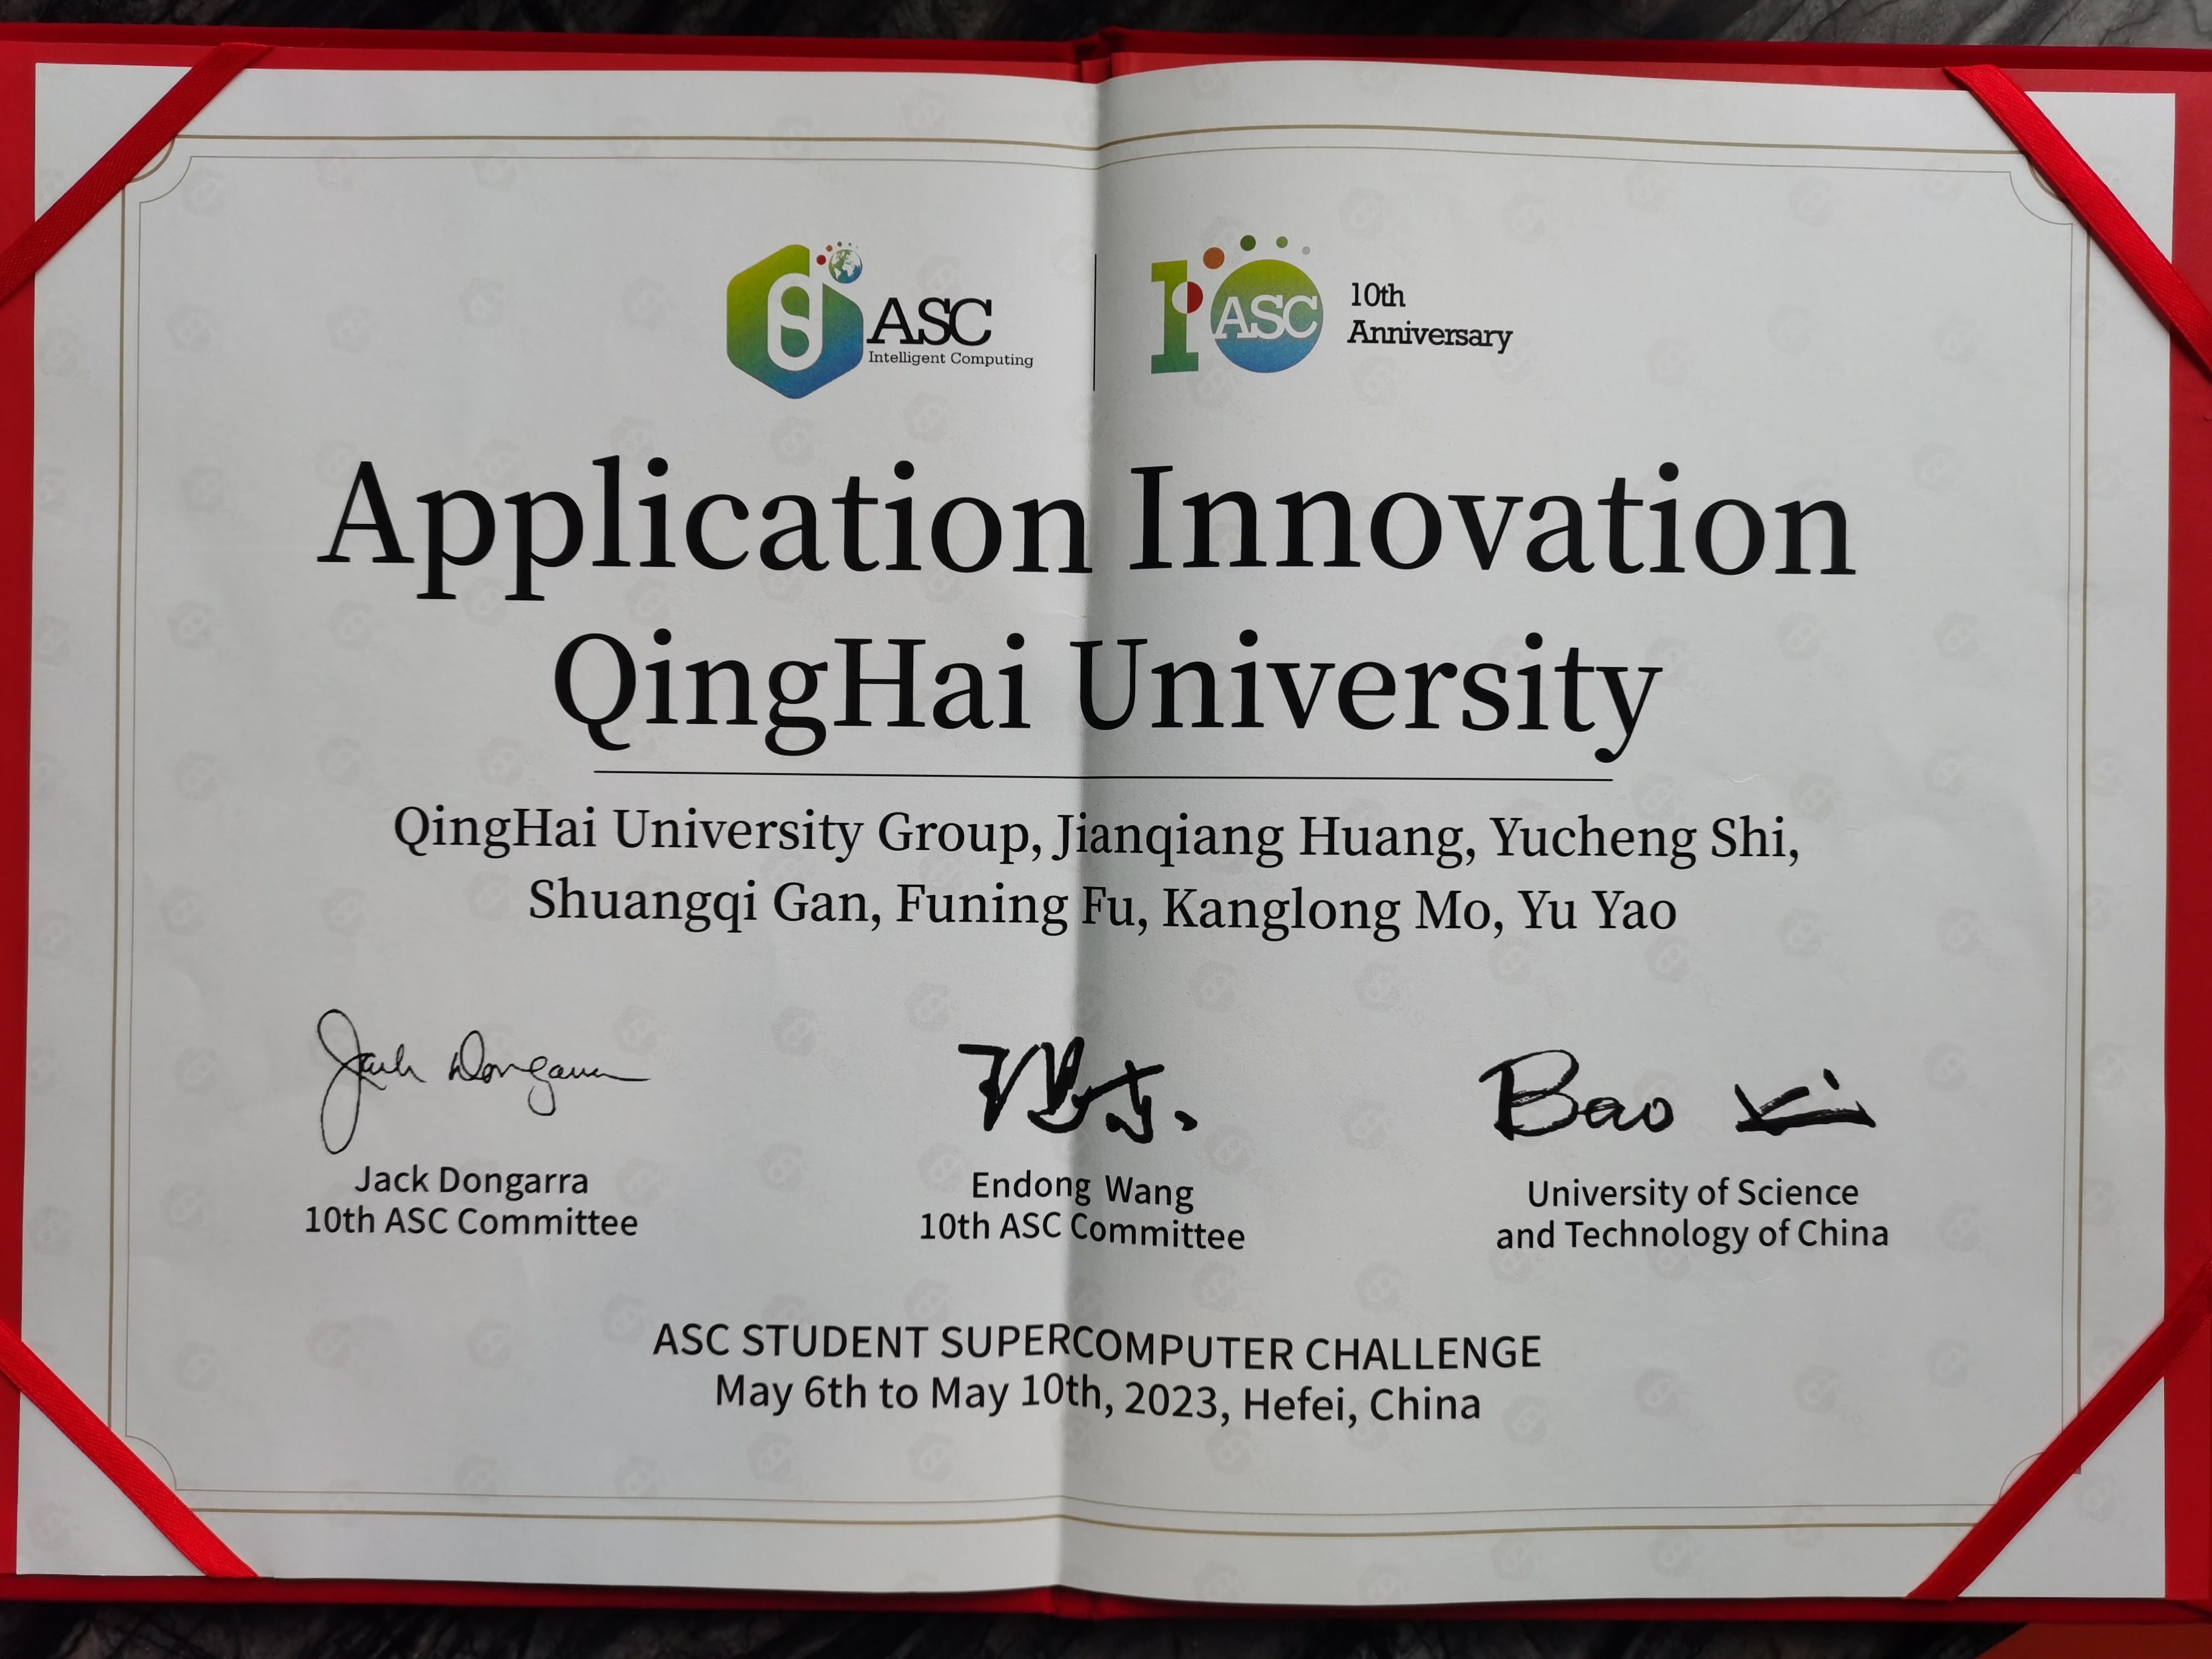 ASC
Intelligent Computing
10 ASC
10th
Anniversary
Application Innovation
QingHai University
QingHai University Group, Jianqiang Huang, Yucheng Shi,
Shuangqi Gan, Funing Fu, Kanglong Mo, Yu Yao
Jack Dongarra
Bao
Jack Dongarra
10th ASC Committee
Endong Wang
10th ASC Committee
University of Science
and Technology of China
ASC STUDENT SUPERCOMPUTER CHALLENGE
May 6th to May 10th, 2023, Hefei, China